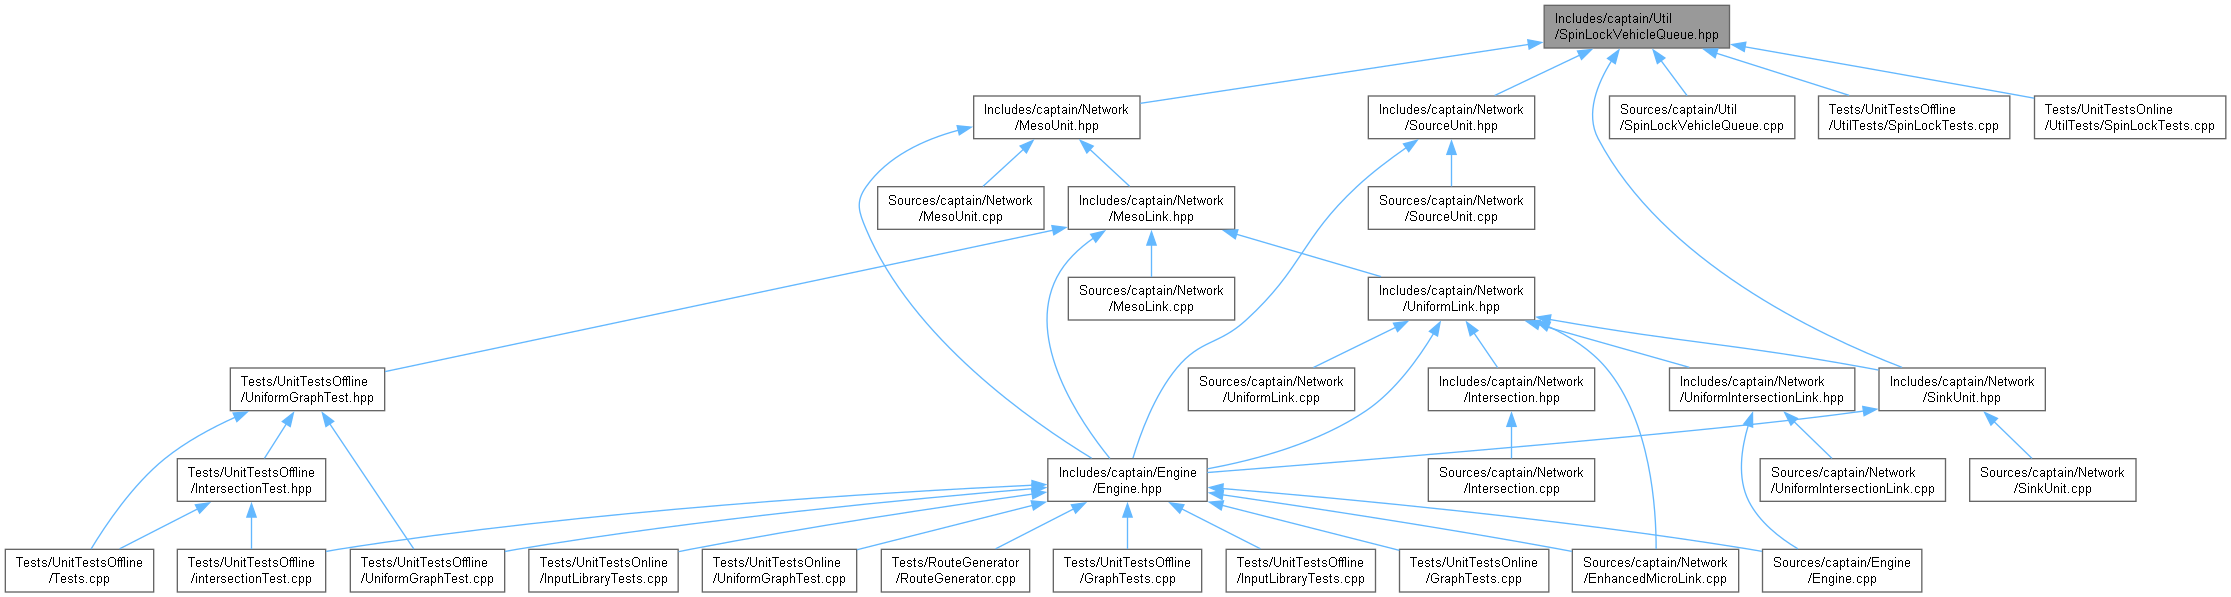 Includes/captain/Util
/SpinLockVehicleQueue.hpp
Includes/captain/Network
/MesoUnit.hpp
Includes/captain/Network
/SourceUnit.hpp
Sources/captain/Util
/SpinLockVehicleQueue.cpp
Tests/UnitTestsOffline
/UtilTests/SpinLockTests.cpp
Tests/UnitTestsOnline
/UtilTests/SpinLockTests.cpp
Sources/captain/Network
/MesoUnit.cpp
Includes/captain/Network
/MesoLink.hpp
Sources/captain/Network
/SourceUnit.cpp
Sources/captain/Network
/MesoLink.cpp
Includes/captain/Network
/UniformLink.hpp
Tests/UnitTestsOffline
/UniformGraphTest.hpp
Sources/captain/Network
/UniformLink.cpp
Includes/captain/Network
/Intersection.hpp
Includes/captain/Network
/UniformIntersectionLink.hpp
Includes/captain/Network
/SinkUnit.hpp
Tests/UnitTestsOffline
/IntersectionTest.hpp
Includes/captain/Engine
/Engine.hpp
Sources/captain/Network
/Intersection.cpp
Sources/captain/Network
/UniformIntersectionLink.cpp
Sources/captain/Network
/SinkUnit.cpp
Tests/UnitTestsOffline
/Tests.cpp
Tests/UnitTestsOffline
/intersectionTest.cpp
Tests/UnitTestsOffline
/UniformGraphTest.cpp
Tests/UnitTestsOnline
/InputLibraryTests.cpp
Tests/UnitTestsOnline
/UniformGraphTest.cpp
Tests/RouteGenerator
/RouteGenerator.cpp
Tests/UnitTestsOffline
/GraphTests.cpp
Tests/UnitTestsOffline
/InputLibraryTests.cpp
Tests/UnitTestsOnline
/GraphTests.cpp
Sources/captain/Network
/EnhancedMicroLink.cpp
Sources/captain/Engine
/Engine.cpp